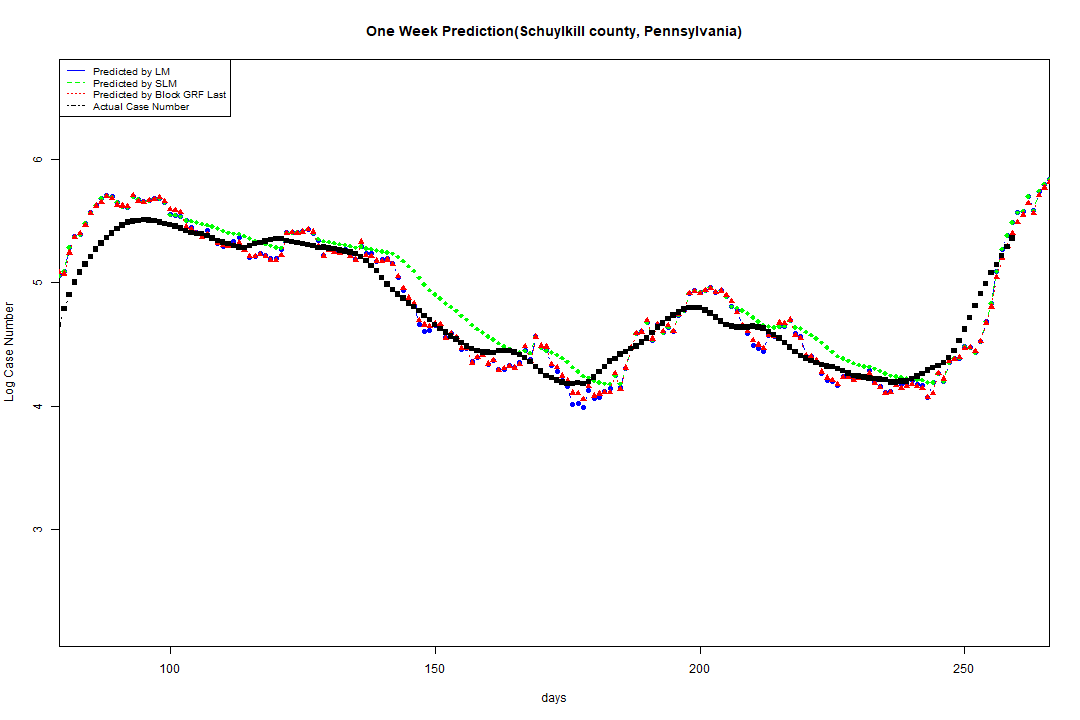 One Week Prediction(Schuylkill county, Pennsylvania)
Predicted by LM
Predicted by SLM
Predicted by Block GRF Last
Actual Case Number
6
5
4
3
Log Case Number
100
150
200
250
days